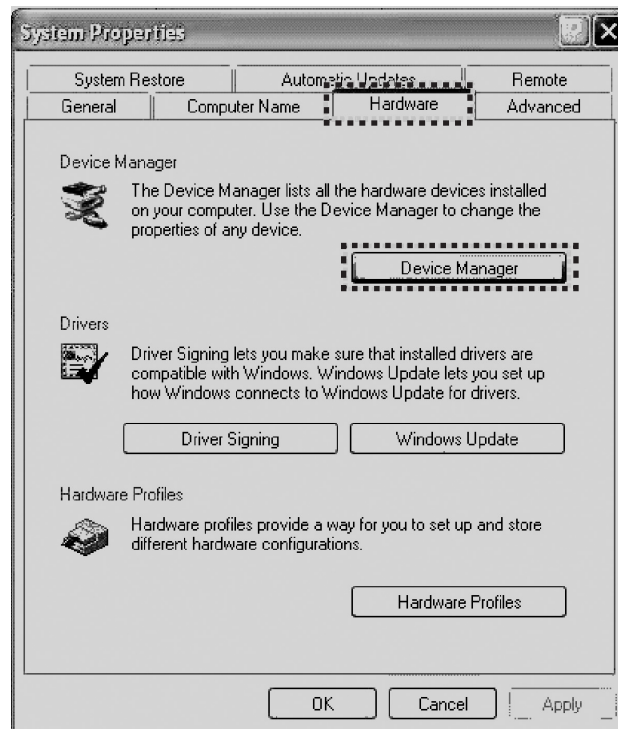 System Properties
System Restore
Automatic Updates
Remote
General
Computer Name
Hardware
Advanced
Device Manager
The Device Manager lists all the hardware devices installed
on your computer. Use the Device Manager to change the
properties of any device.
Device Manager
Drivers
Driver Signing lets you make sure that installed drivers are
compatible with Windows. Windows Update lets you set up
how Windows connects to Windows Update for drivers.
Driver Signing
Windows Update
Hardware Profiles
Hardware profiles provide a way for you to set up and store
different hardware configurations.
Hardware Profiles
OK
Cancel
Apply